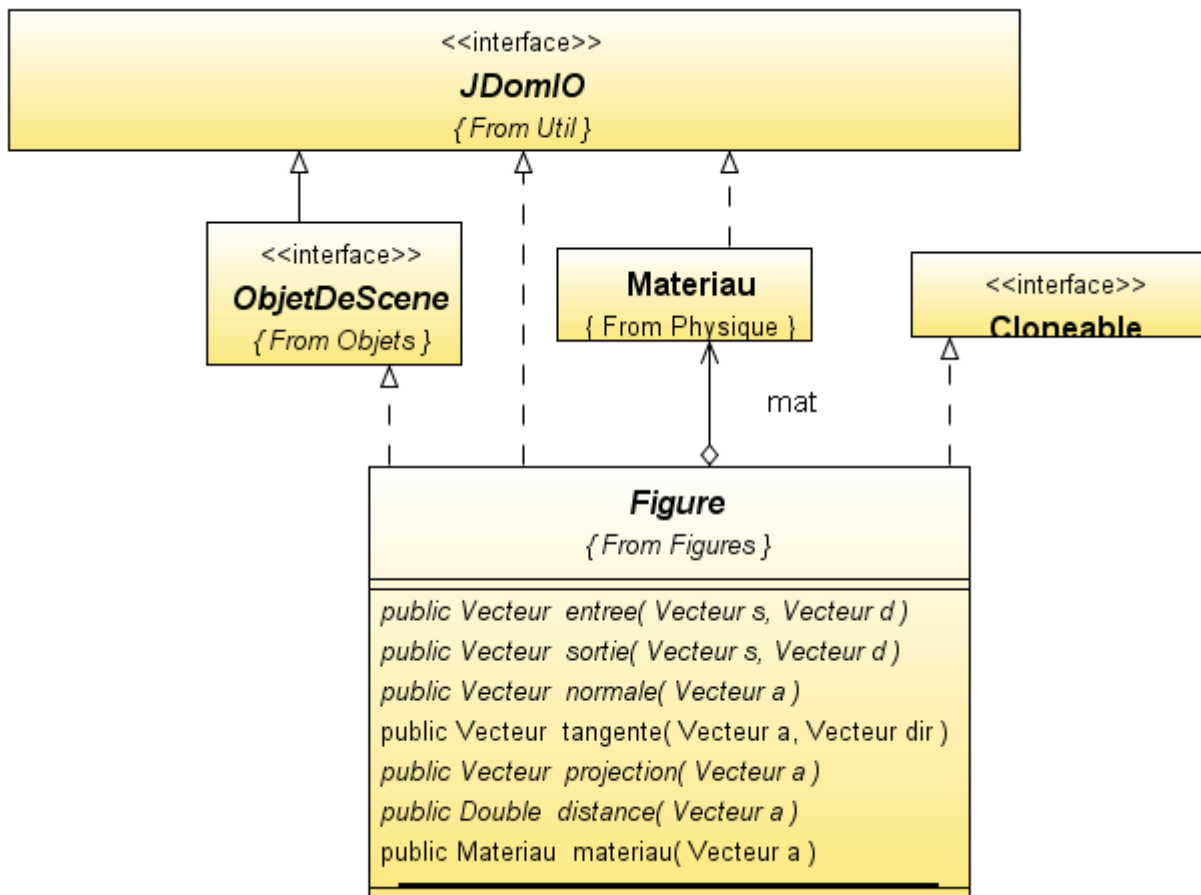 <<interface>>
JDomIO
{ From Util }
<<interface>>
ObjetDeScene
{ From Objets }
Materiau
{ From Physique }
<<interface>>
Cloneable
mat
Figure
{ From Figures }
public Vecteur entree( Vecteur s, Vecteur d )
public Vecteur sortie( Vecteur s, Vecteur d )
public Vecteur normale( Vecteur a )
public Vecteur tangente( Vecteur a, Vecteur dir )
public Vecteur projection( Vecteur a )
public Double distance( Vecteur a )
public Materiau materiau( Vecteur a )